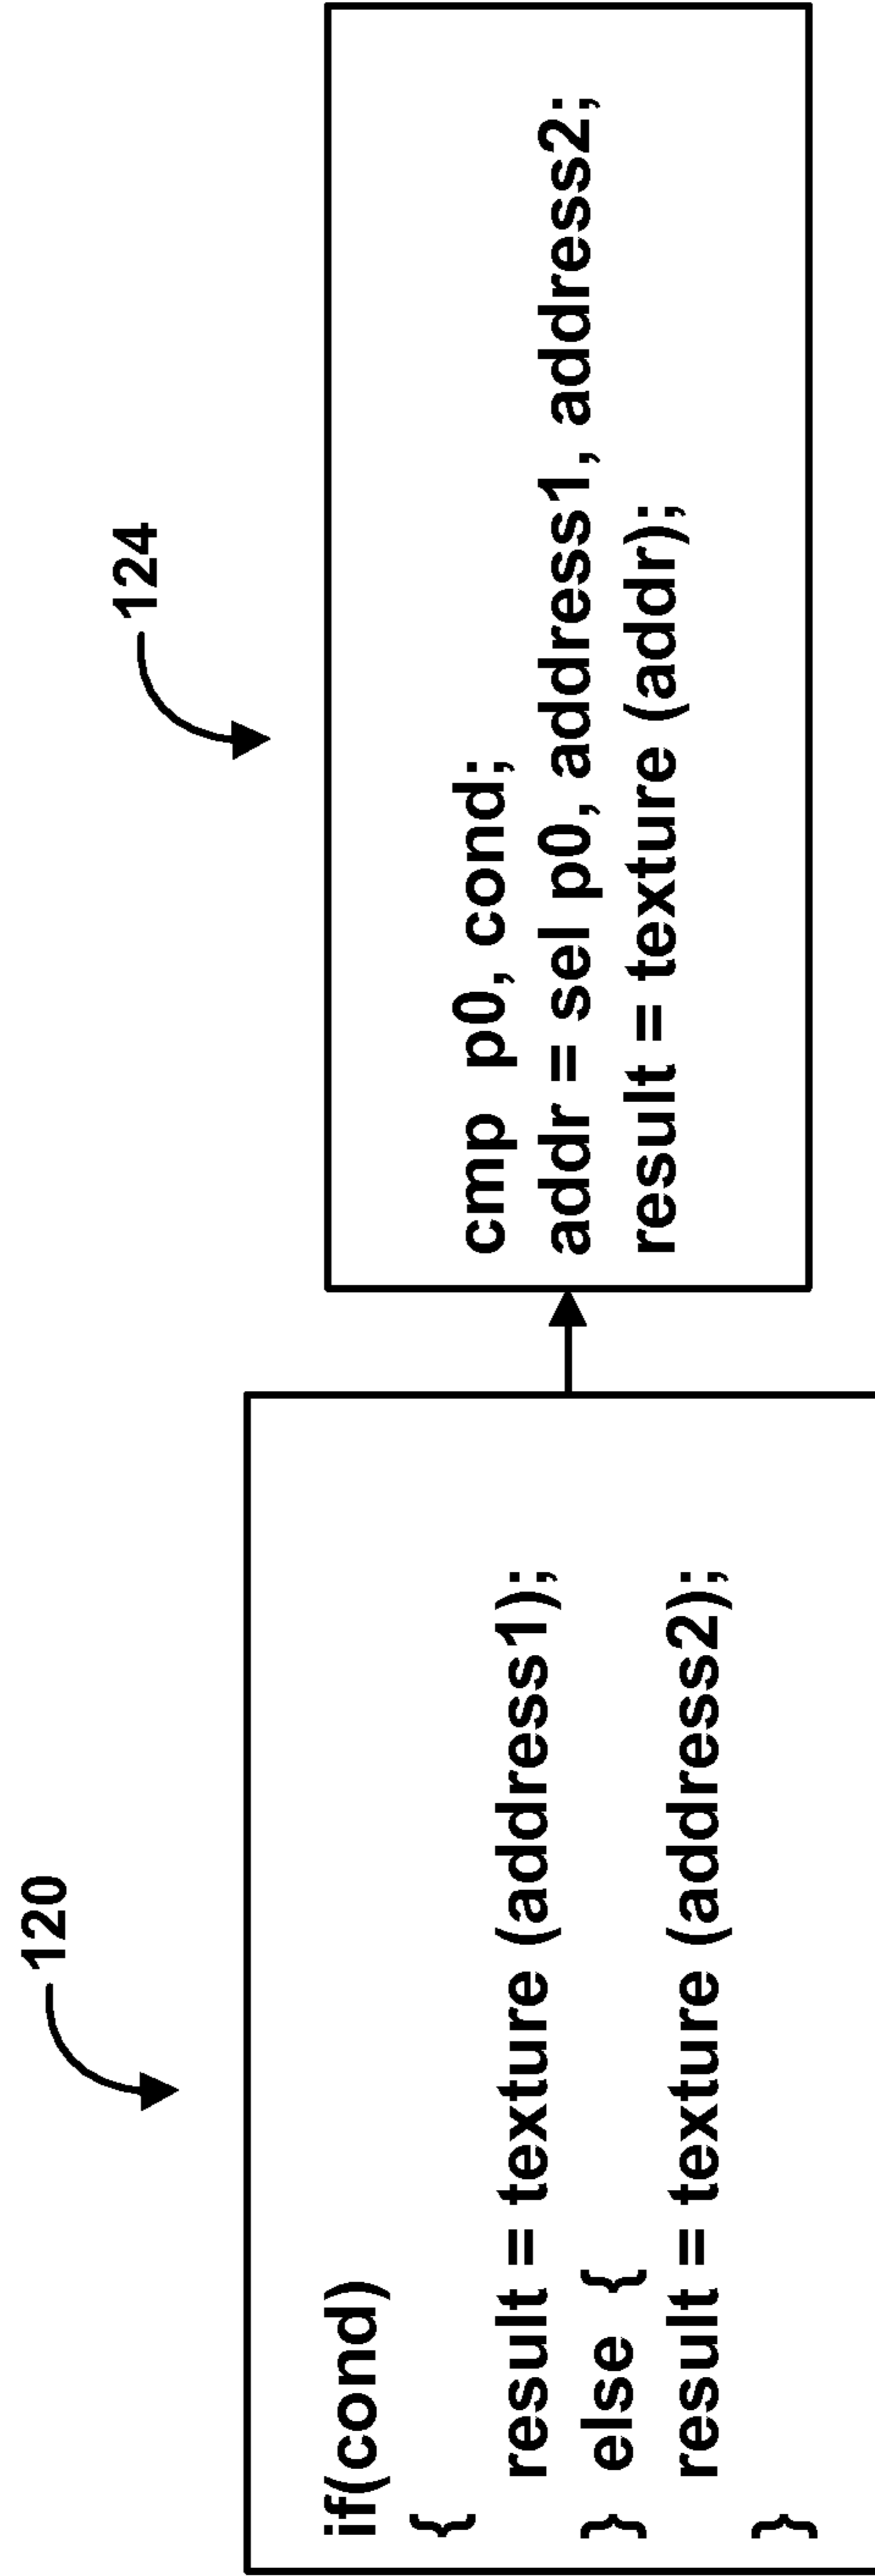 120
if(cond)
{
result = texture (address1);
} else {
result = texture (address2);
}
124
cmp p0, cond;
addr = sel p0, address1, address2;
result = texture (addr);